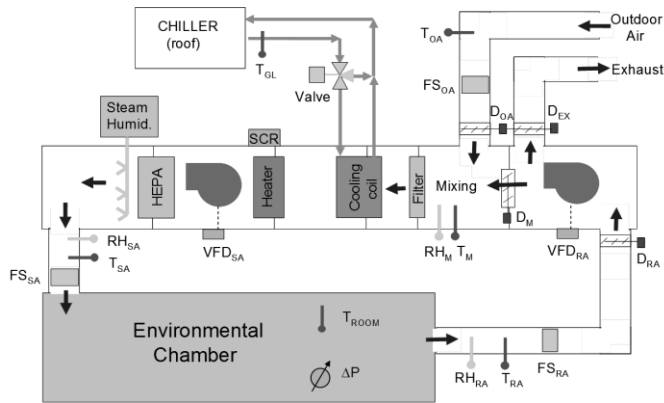 CHILLER
(roof)
T_GL
Valve
T_OA
Outdoor
Air
Exhaust
FS_OA
D_OA
D_EX
Steam
Humid.
SCR
HEPA
Heater
Cooling
coil
Filter
Mixing
D_M
VFD_SA
RH_M
T_M
VFD_RA
D_RA
RH_SA
T_SA
FS_SA
Environmental
Chamber
T_ROOM
ΔP
RH_RA
T_RA
FS_RA